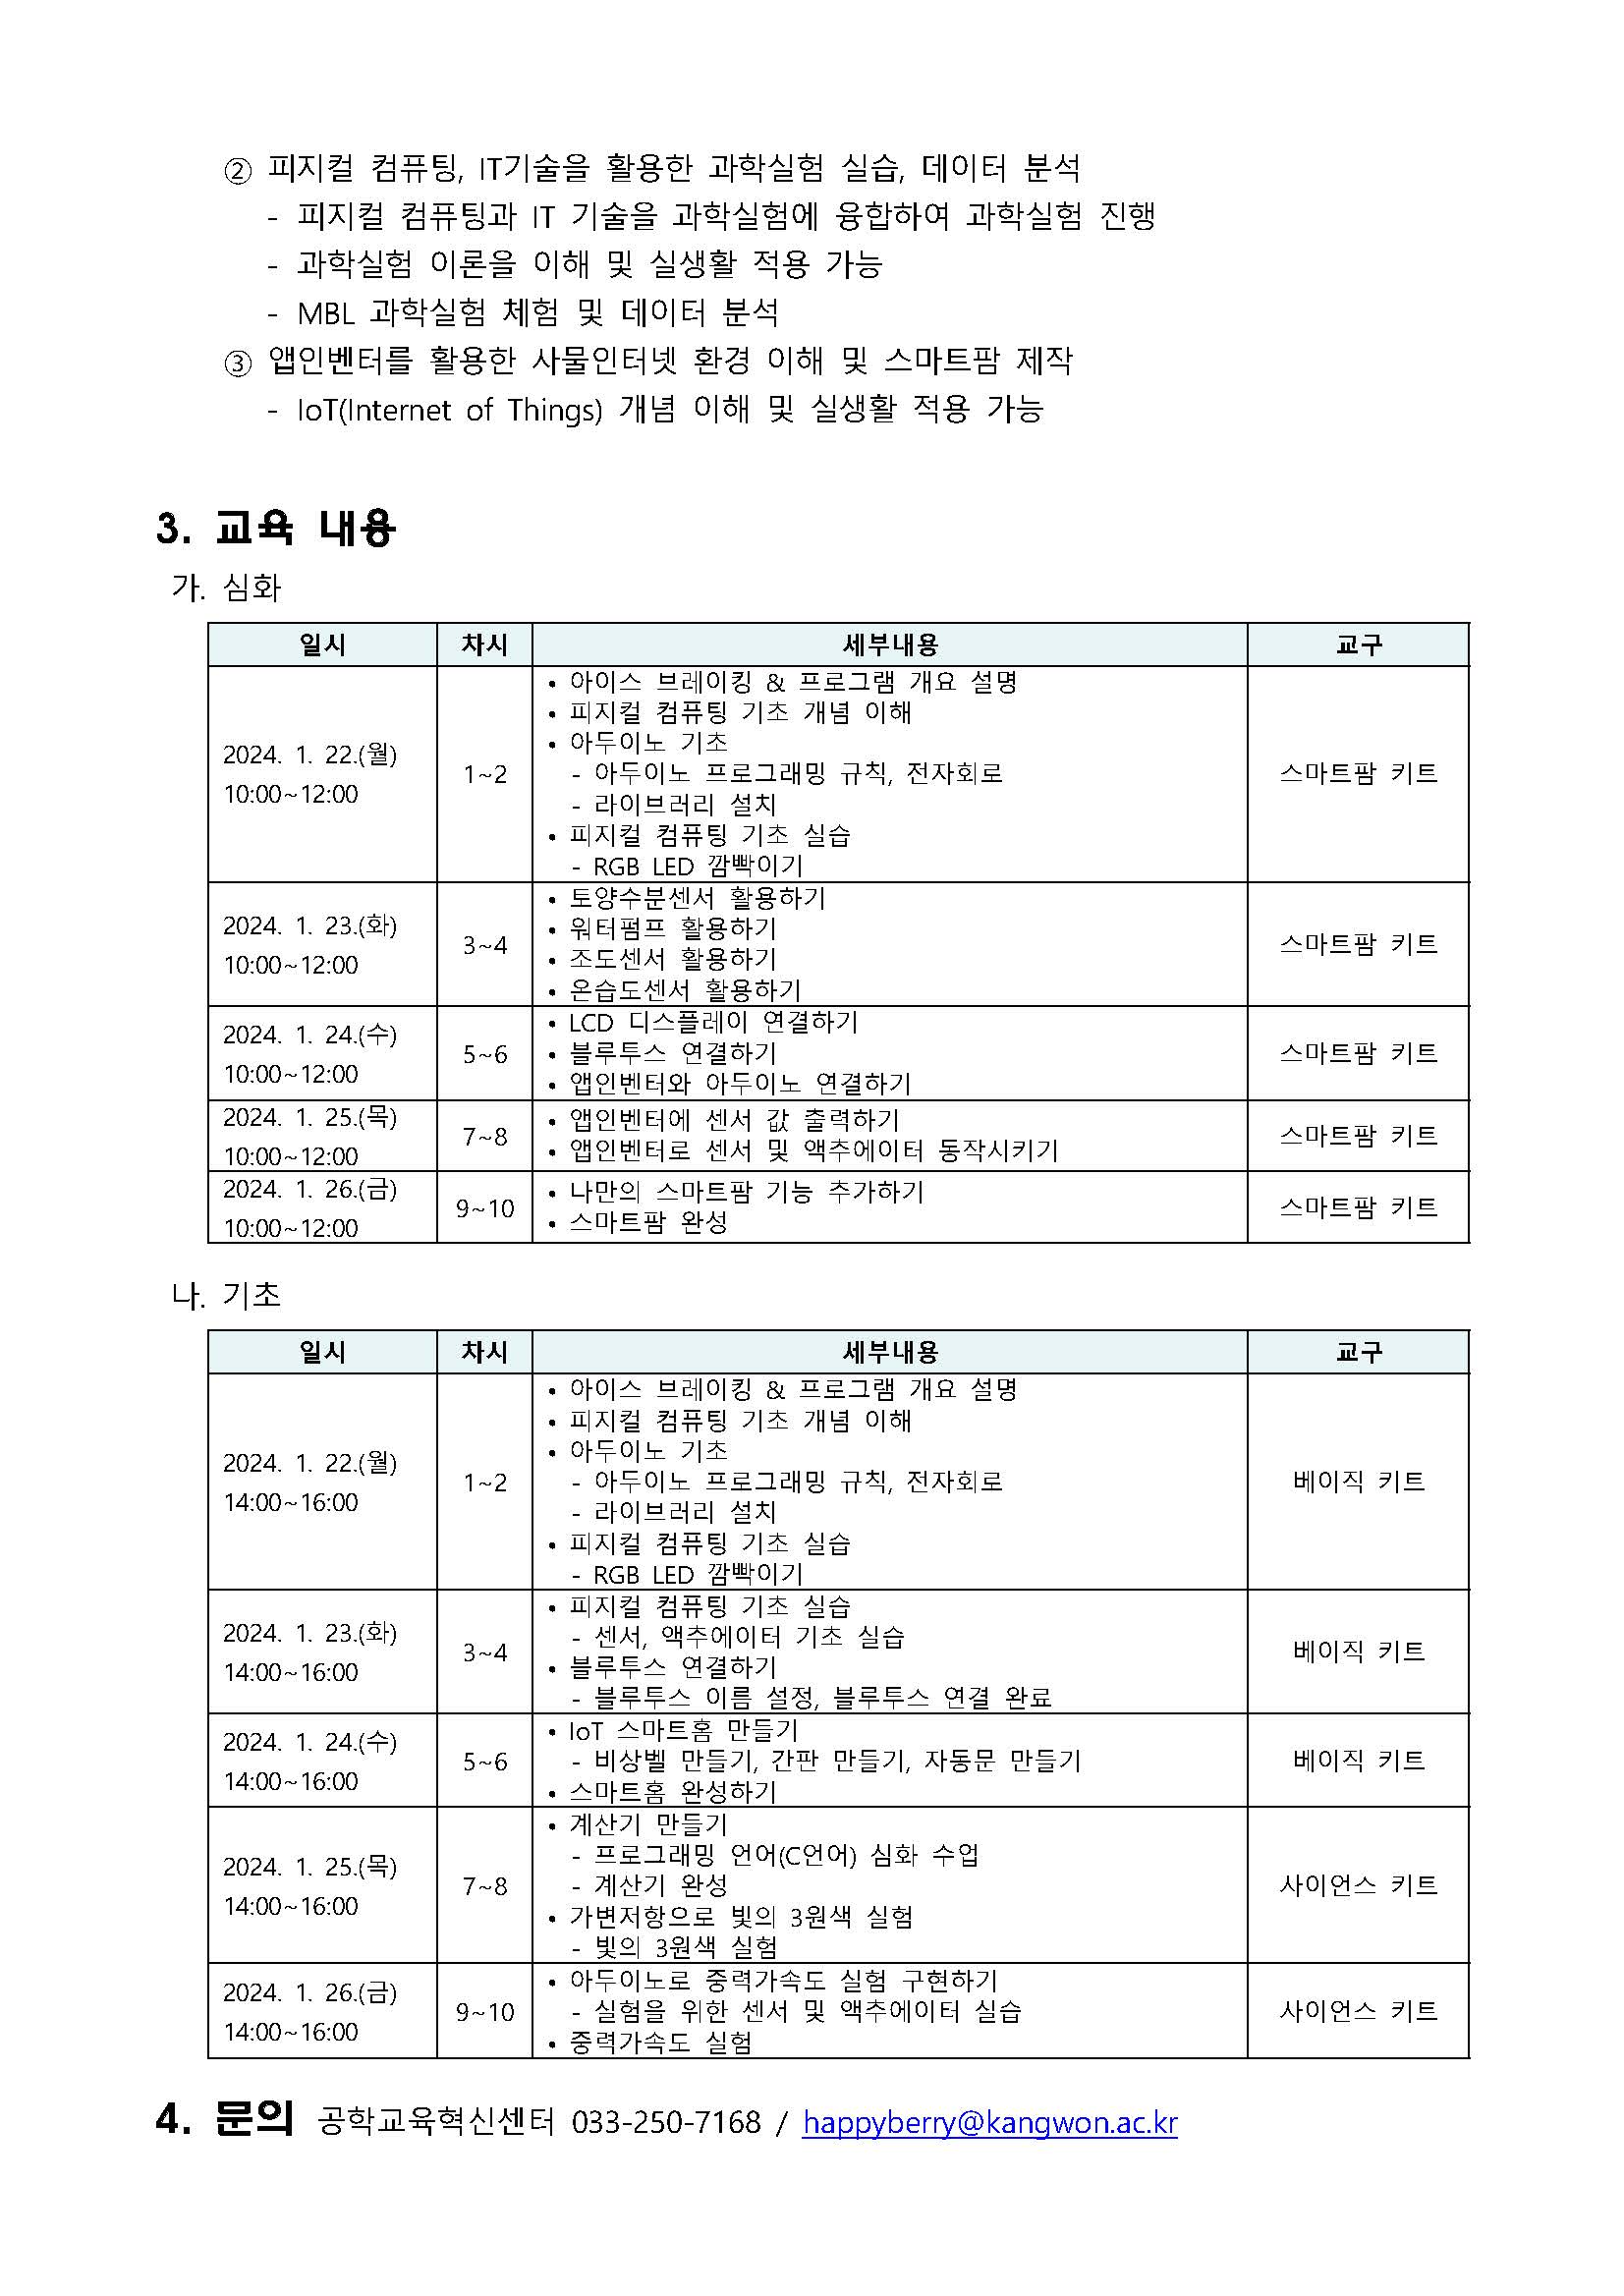 ② 피지컬 컴퓨팅, IT기술을 활용한 과학실험 실습, 데이터 분석
- 피지컬 컴퓨팅과 IT 기술을 과학실험에 융합하여 과학실험 진행
- 과학실험 이론을 이해 및 실생활 적용 가능
- MBL 과학실험 체험 및 데이터 분석
③ 앱인벤터를 활용한 사물인터넷 환경 이해 및 스마트팜 제작
- IoT(Internet of Things) 개념 이해 및 실생활 적용 가능
3. 교육 내용
가. 심화
일시 차시 세부내용 교구
2024. 1. 22.(월)
10:00~12:00
1~2
• 아이스 브레이킹 & 프로그램 개요 설명
• 피지컬 컴퓨팅 기초 개념 이해
• 아두이노 기초
- 아두이노 프로그래밍 규칙, 전자회로
- 라이브러리 설치
• 피지컬 컴퓨팅 기초 실습
- RGB LED 깜빡이기
스마트팜 키트
2024. 1. 23.(화)
10:00~12:00
3~4
• 토양수분센서 활용하기
• 워터펌프 활용하기
• 조도센서 활용하기
• 온습도센서 활용하기
스마트팜 키트
2024. 1. 24.(수)
10:00~12:00
5~6
• LCD 디스플레이 연결하기
• 블루투스 연결하기
• 앱인벤터와 아두이노 연결하기
스마트팜 키트
2024. 1. 25.(목)
10:00~12:00
7~8
• 앱인벤터에 센서 값 출력하기
• 앱인벤터로 센서 및 액추에이터 동작시키기
스마트팜 키트
2024. 1. 26.(금)
10:00~12:00
9~10
• 나만의 스마트팜 기능 추가하기
• 스마트팜 완성
스마트팜 키트
나. 기초
일시 차시 세부내용 교구
2024. 1. 22.(월)
14:00~16:00
1~2
• 아이스 브레이킹 & 프로그램 개요 설명
• 피지컬 컴퓨팅 기초 개념 이해
• 아두이노 기초
- 아두이노 프로그래밍 규칙, 전자회로
- 라이브러리 설치
• 피지컬 컴퓨팅 기초 실습
- RGB LED 깜빡이기
베이직 키트
2024. 1. 23.(화)
14:00~16:00
3~4
• 피지컬 컴퓨팅 기초 실습
- 센서, 액추에이터 기초 실습
• 블루투스 연결하기
- 블루투스 이름 설정, 블루투스 연결 완료
베이직 키트
2024. 1. 24.(수)
14:00~16:00
5~6
• IoT 스마트홈 만들기
- 비상벨 만들기, 간판 만들기, 자동문 만들기
• 스마트홈 완성하기
베이직 키트
2024. 1. 25.(목)
14:00~16:00
7~8
• 계산기 만들기
- 프로그래밍 언어(C언어) 심화 수업
- 계산기 완성
• 가변저항으로 빛의 3원색 실험
- 빛의 3원색 실험
사이언스 키트
2024. 1. 26.(금)
14:00~16:00
9~10
• 아두이노로 중력가속도 실험 구현하기
- 실험을 위한 센서 및 액추에이터 실습
• 중력가속도 실험
사이언스 키트
4. 문의 공학교육혁신센터 033-250-7168 / happyberry@kangwon.ac.kr